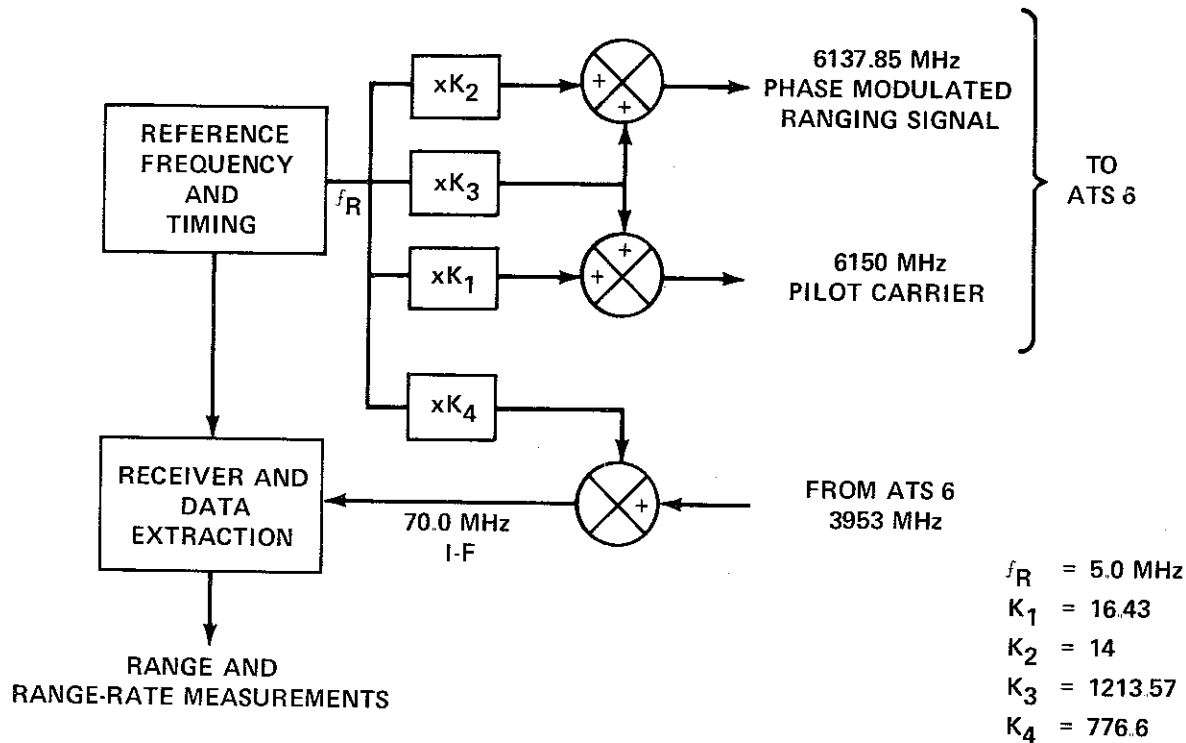 REFERENCE
FREQUENCY
AND
TIMING
fR
xK2
xK3
xK1
xK4
+
+
+
+
+
6137.85 MHz
PHASE MODULATED
RANGING SIGNAL
6150 MHz
PILOT CARRIER
TO
ATS 6
RECEIVER AND
DATA
EXTRACTION
70.0 MHz
I-F
FROM ATS 6
3953 MHz
RANGE AND
RANGE-RATE MEASUREMENTS
fR = 5.0 MHz
K1 = 16.43
K2 = 14
K3 = 1213.57
K4 = 776.6